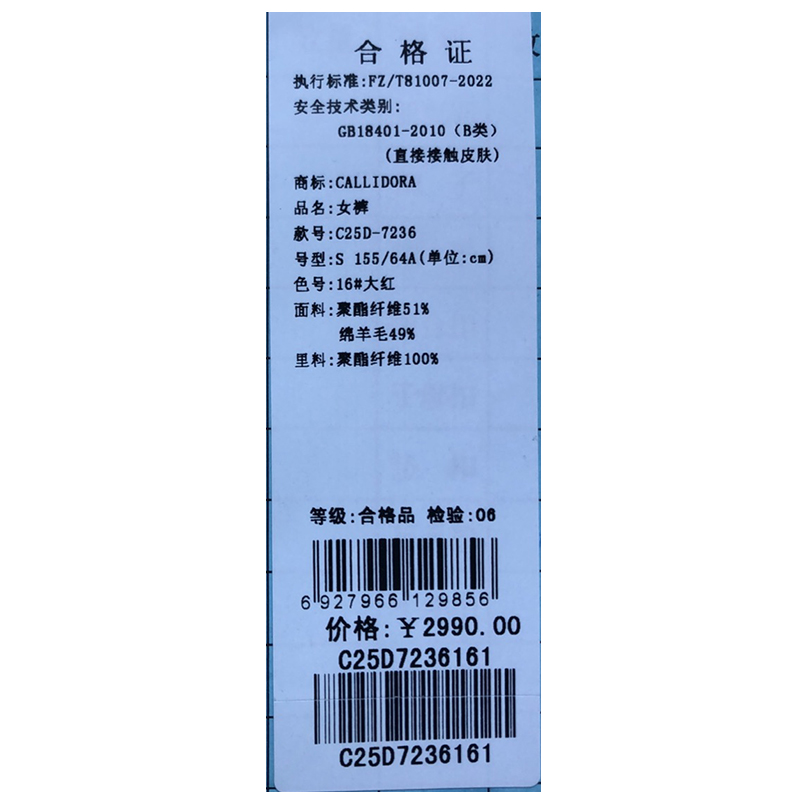 合格证
执行标准:FZ/T81007-2022
安全技术类别:
GB18401-2010（B类）
(直接接触皮肤)
商标:CALLIDORA
品名:女裤
款号:C25D-7236
号型:S 155/64A(单位:cm)
色号:16#大红
面料:聚酯纤维51%
绵羊毛49%
里料:聚酯纤维100%
等级:合格品 检验:06
6 927966 129856
价格:￥2990.00
C25D7236161
C25D7236161